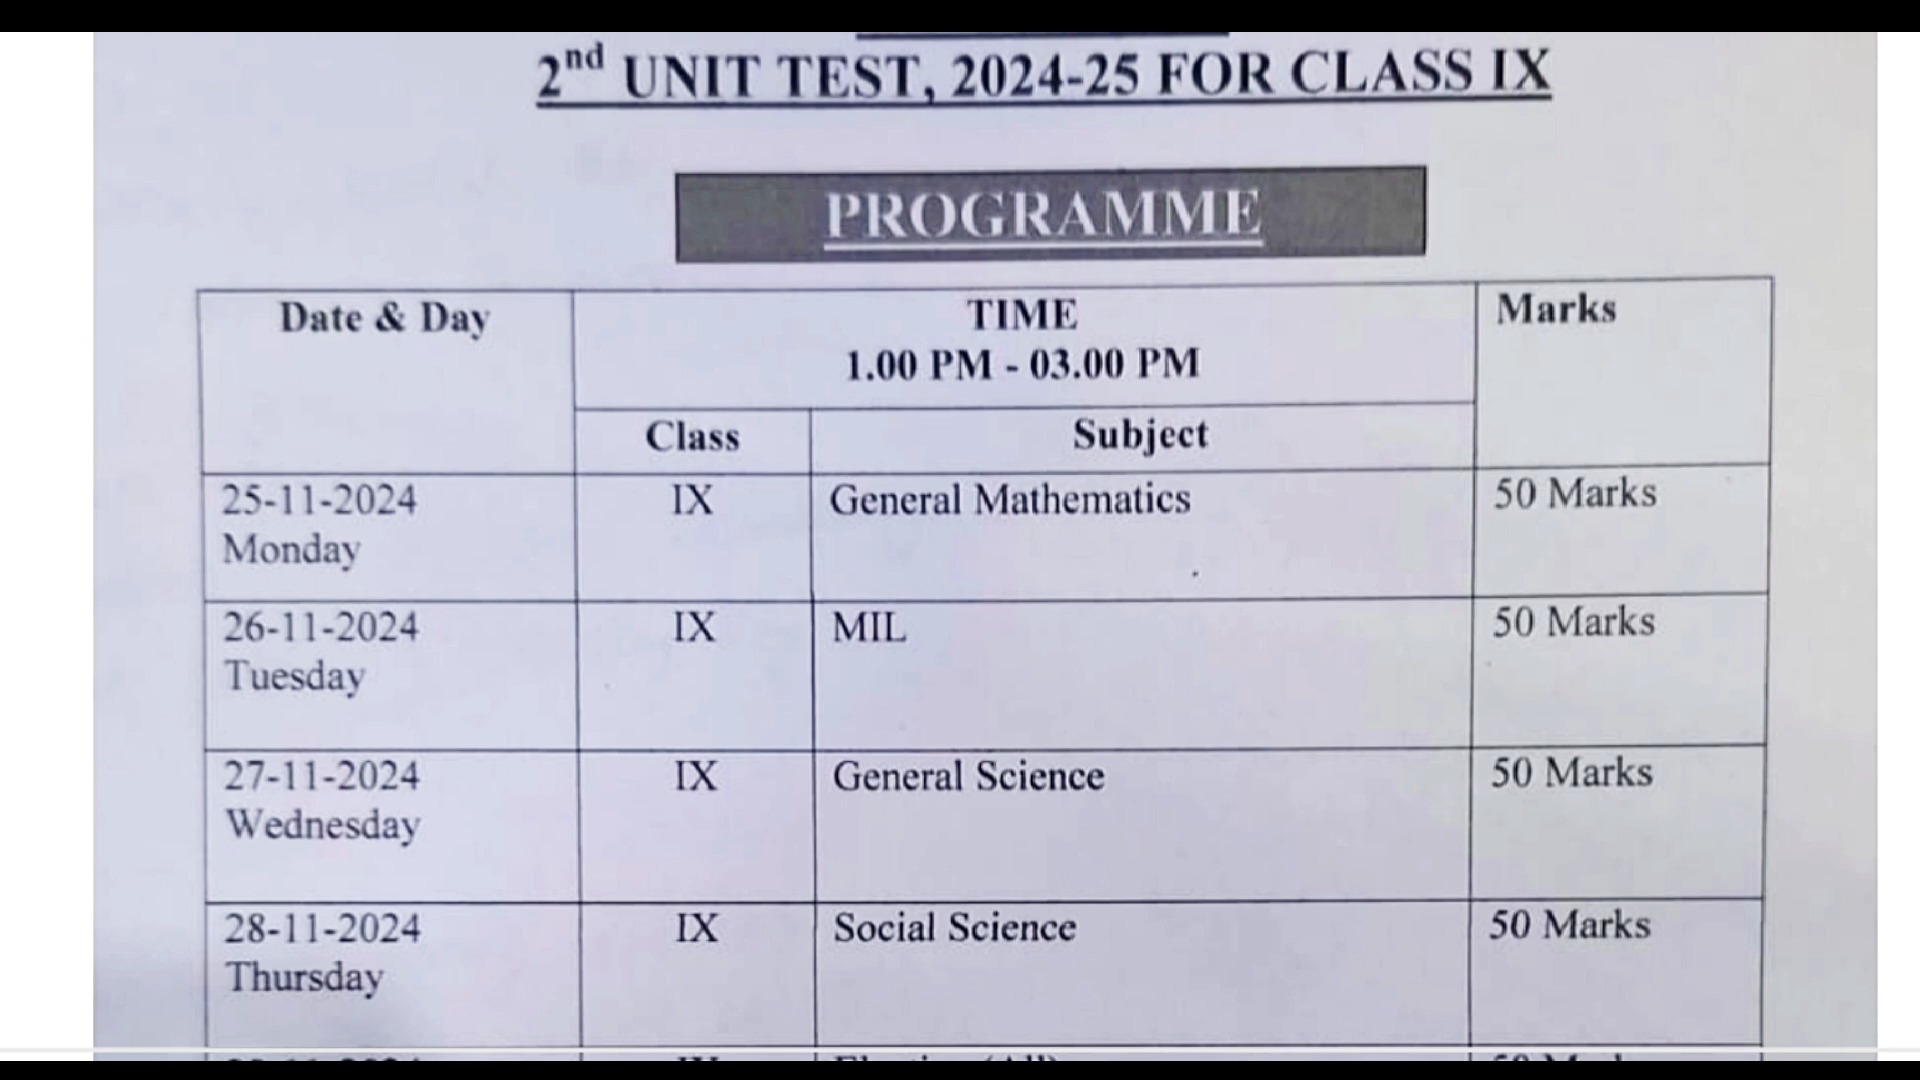 2nd UNIT TEST, 2024-25 FOR CLASS IX
PROGRAMME
Date & Day
TIME
1.00 PM - 03.00 PM
Marks
Class
Subject
25-11-2024
Monday
IX
General Mathematics
50 Marks
26-11-2024
Tuesday
IX
MIL
50 Marks
27-11-2024
Wednesday
IX
General Science
50 Marks
28-11-2024
Thursday
IX
Social Science
50 Marks